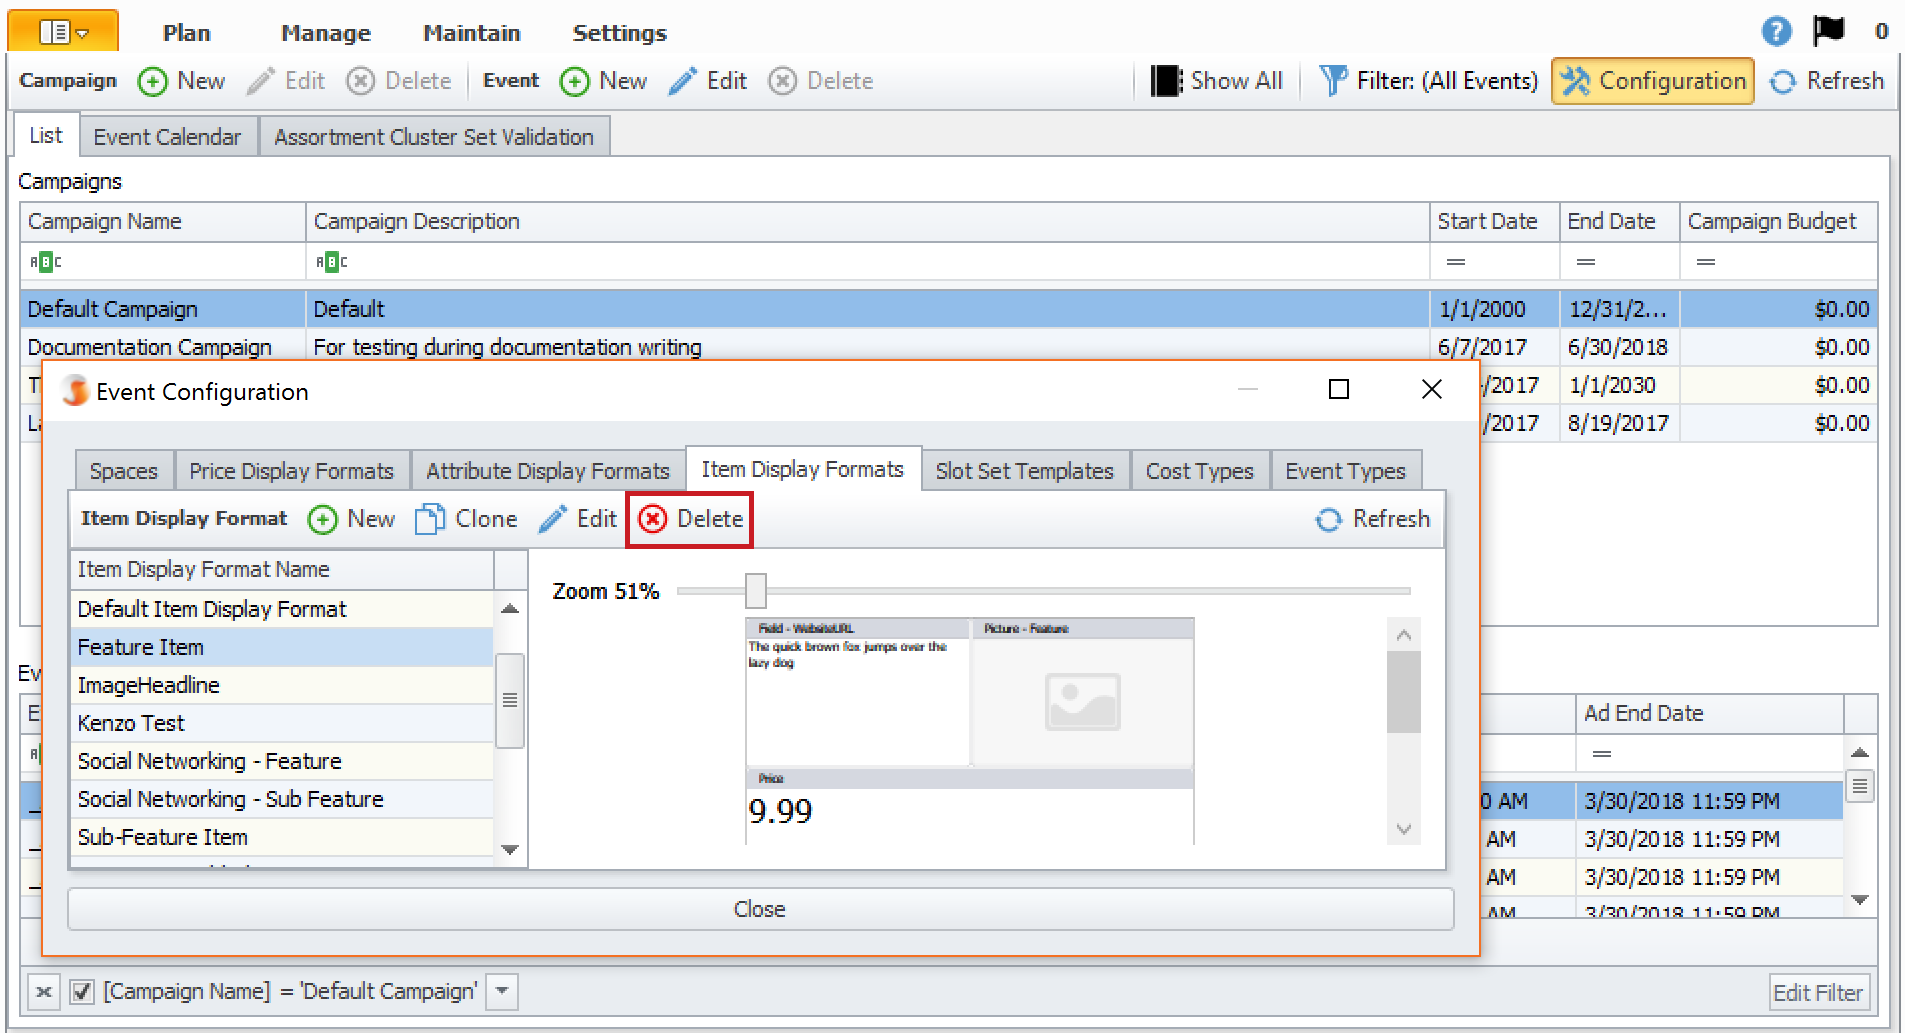 Plan Manage Maintain Settings ? 0
Campaign New Edit Delete Event New Edit Delete Show All Filter: (All Events) Configuration Refresh
List Event Calendar Assortment Cluster Set Validation
Campaigns
Campaign Name Campaign Description Start Date End Date Campaign Budget
ABC ABC = = =
Default Campaign Default 1/1/2000 12/31/2... $0.00
Documentation Campaign For testing during documentation writing 6/7/2017 6/30/2018 $0.00
/2017 1/1/2030 $0.00
/2017 8/19/2017 $0.00
Event Configuration
Spaces Price Display Formats Attribute Display Formats Item Display Formats Slot Set Templates Cost Types Event Types
Item Display Format New Clone Edit Delete Refresh
Item Display Format Name
Default Item Display Format
Feature Item
ImageHeadline
Kenzo Test
Social Networking - Feature
Social Networking - Sub Feature
Sub-Feature Item
Zoom 51%
Field - WebsiteURL Picture - Feature
The quick brown fox jumps over the
lazy dog
Price
9.99
Close
Ev
Ad End Date
=
0 AM 3/30/2018 11:59 PM
AM 3/30/2018 11:59 PM
AM 3/30/2018 11:59 PM
AM 3/30/2018 11:59 PM
[Campaign Name] = 'Default Campaign' Edit Filter